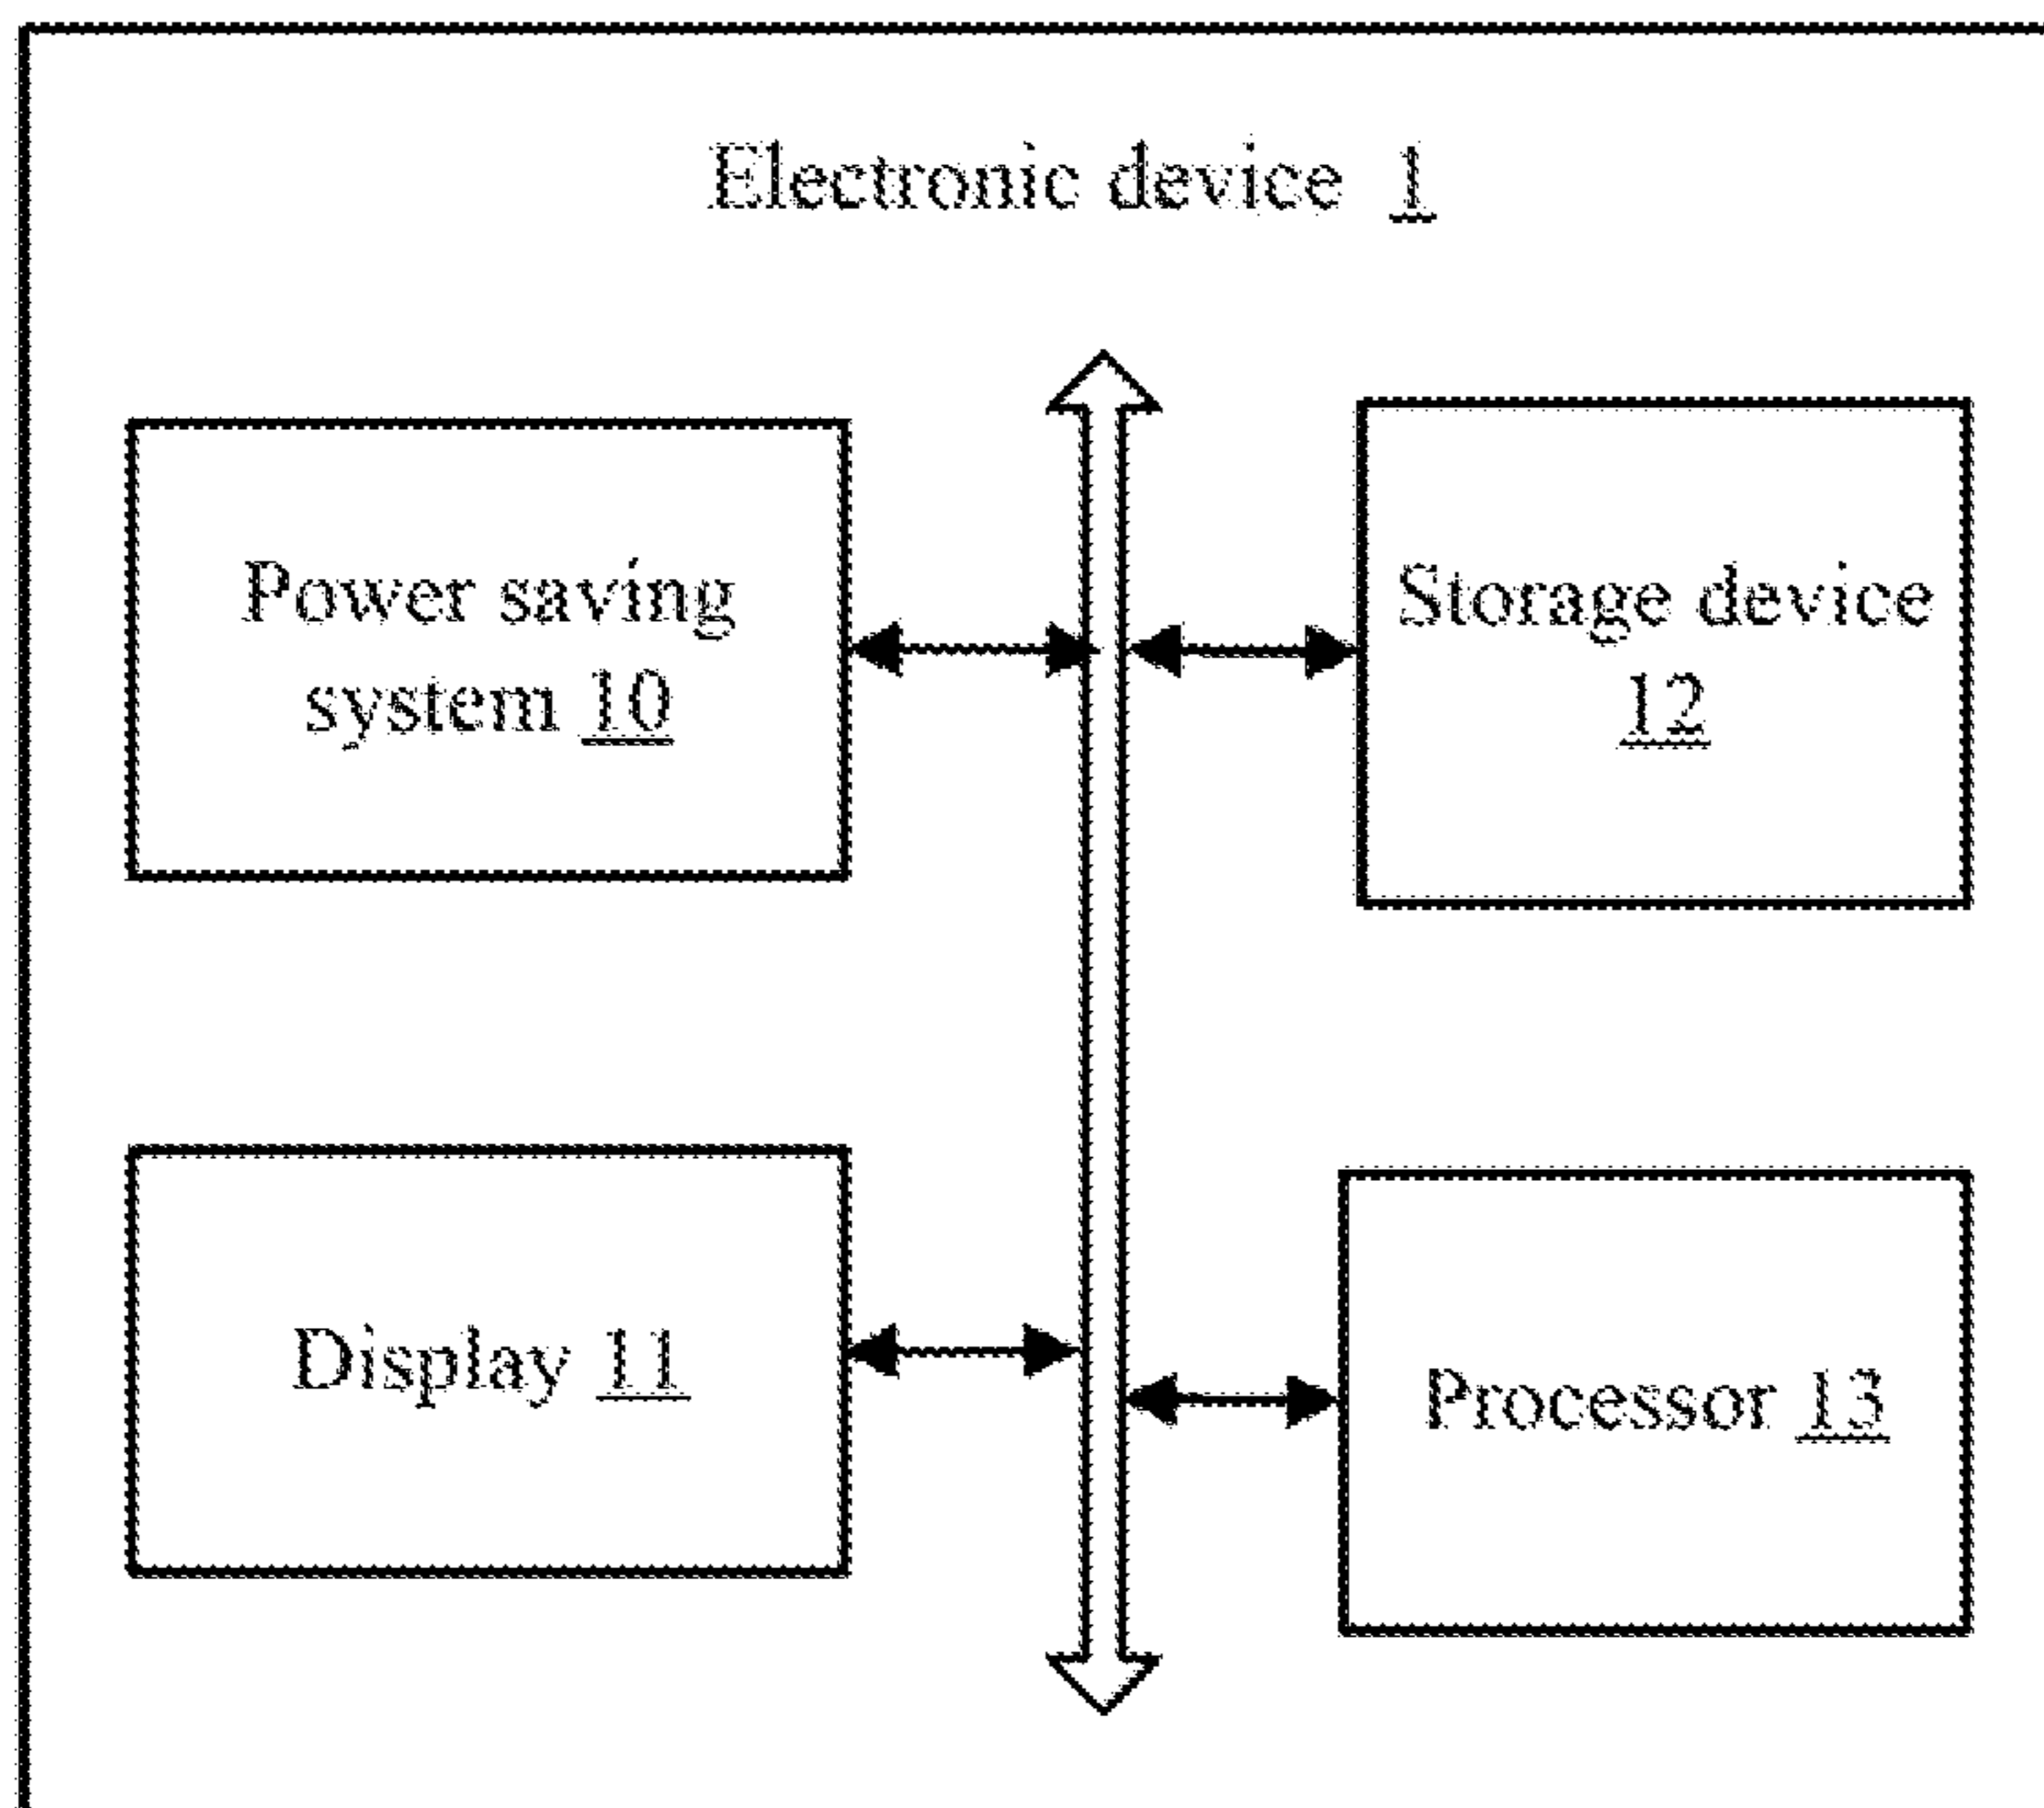 Electronic device 1
Power saving
system 10
Storage device
12
Display 11
Processor 13